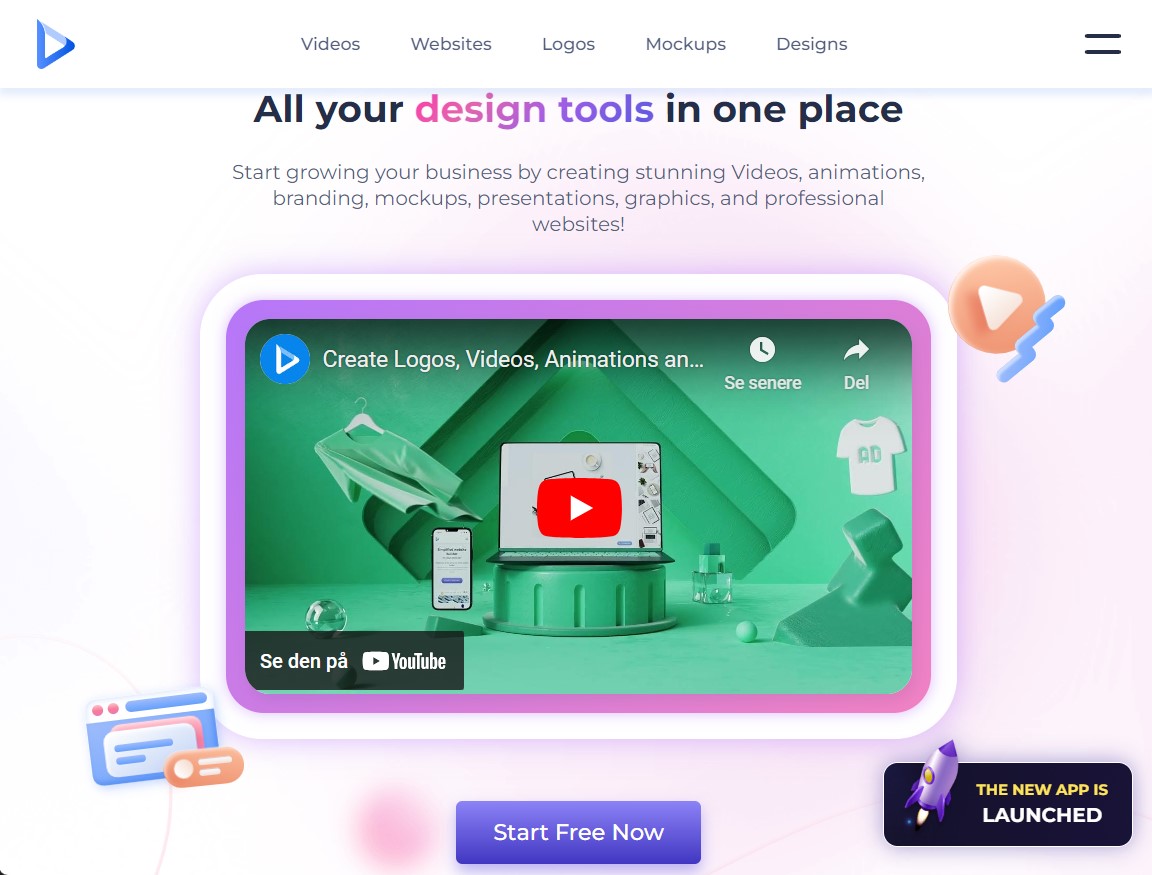 Videos
Websites
Logos
Mockups
Designs
All your design tools in one place
Start growing your business by creating stunning Videos, animations,
branding, mockups, presentations, graphics, and professional
websites!
Create Logos, Videos, Animations an...
Se senere
Del
AD
Se den på YouTube
THE NEW APP IS
LAUNCHED
Start Free Now